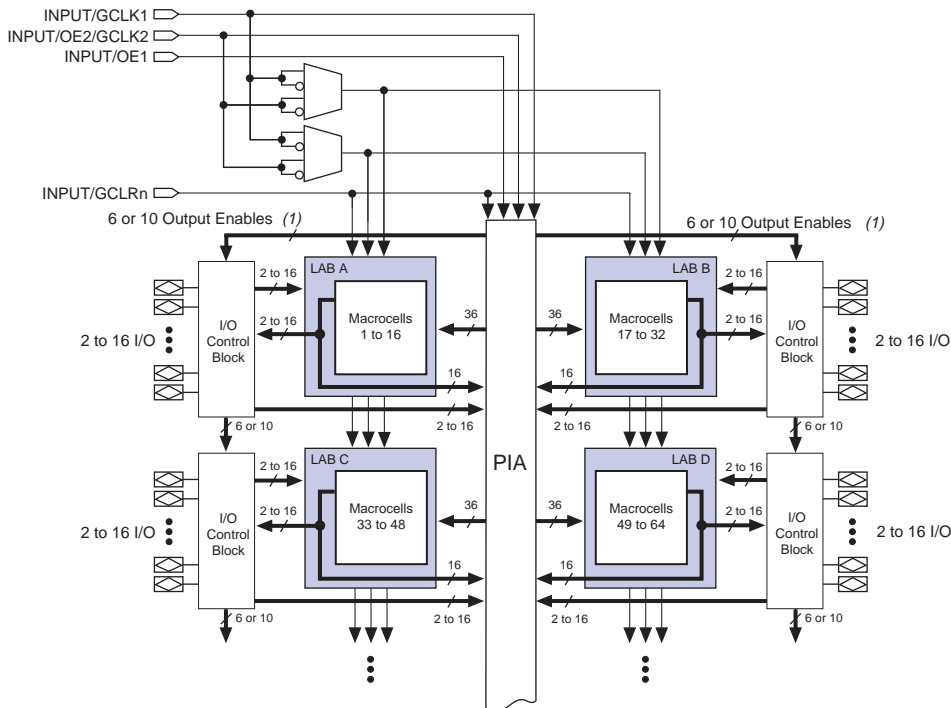 INPUT/GCLK1
INPUT/OE2/GCLK2
INPUT/OE1
INPUT/GCLRn
6 or 10 Output Enables (1)
6 or 10 Output Enables (1)
LAB A
LAB B
2 to 16
2 to 16
2 to 16 I/O
I/O
Control
Block
2 to 16
Macrocells
1 to 16
36
36
Macrocells
17 to 32
2 to 16
I/O
Control
Block
2 to 16 I/O
16
16
2 to 16
2 to 16
6 or 10
6 or 10
LAB C
PIA
LAB D
2 to 16
2 to 16
2 to 16 I/O
I/O
Control
Block
2 to 16
Macrocells
33 to 48
36
36
Macrocells
49 to 64
2 to 16
I/O
Control
Block
2 to 16 I/O
16
16
2 to 16
2 to 16
6 or 10
6 or 10